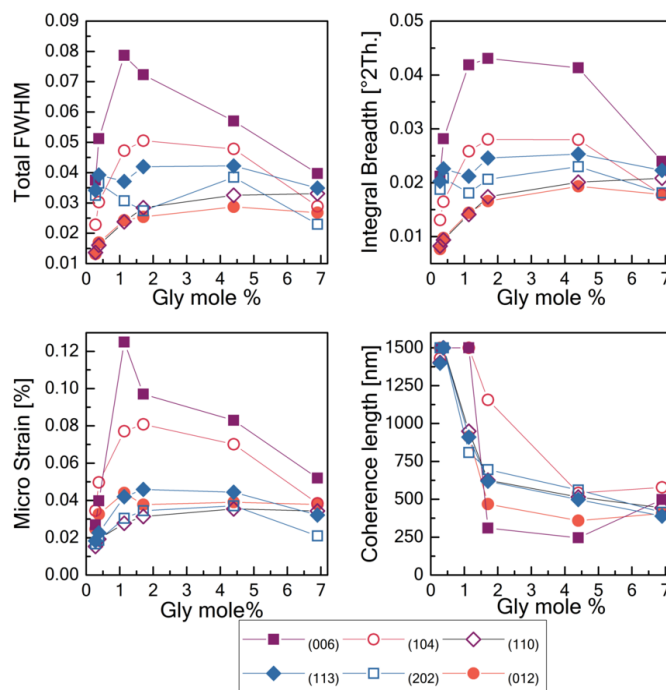 0.09
0.08
0.07
0.06
0.05
0.04
0.03
0.02
0.01
Total FWHM
0 1 2 3 4 5 6 7
Gly mole %
0.05
0.04
0.03
0.02
0.01
Integral Breadth [°2Th.]
0 1 2 3 4 5 6 7
Gly mole %
0.12
0.10
0.08
0.06
0.04
0.02
0.00
Micro Strain [%]
0 1 2 3 4 5 6 7
Gly mole%
1500
1250
1000
750
500
250
Coherence length [nm]
0 1 2 3 4 5 6 7
Gly mole %
(006) (104) (110)
(113) (202) (012)